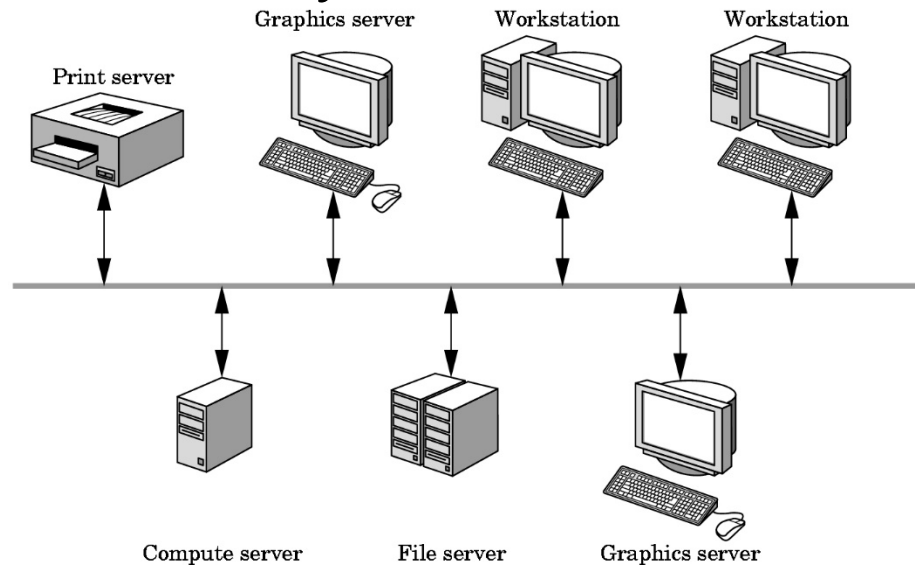 Graphics server
Workstation
Workstation
Print server
Compute server
File server
Graphics server